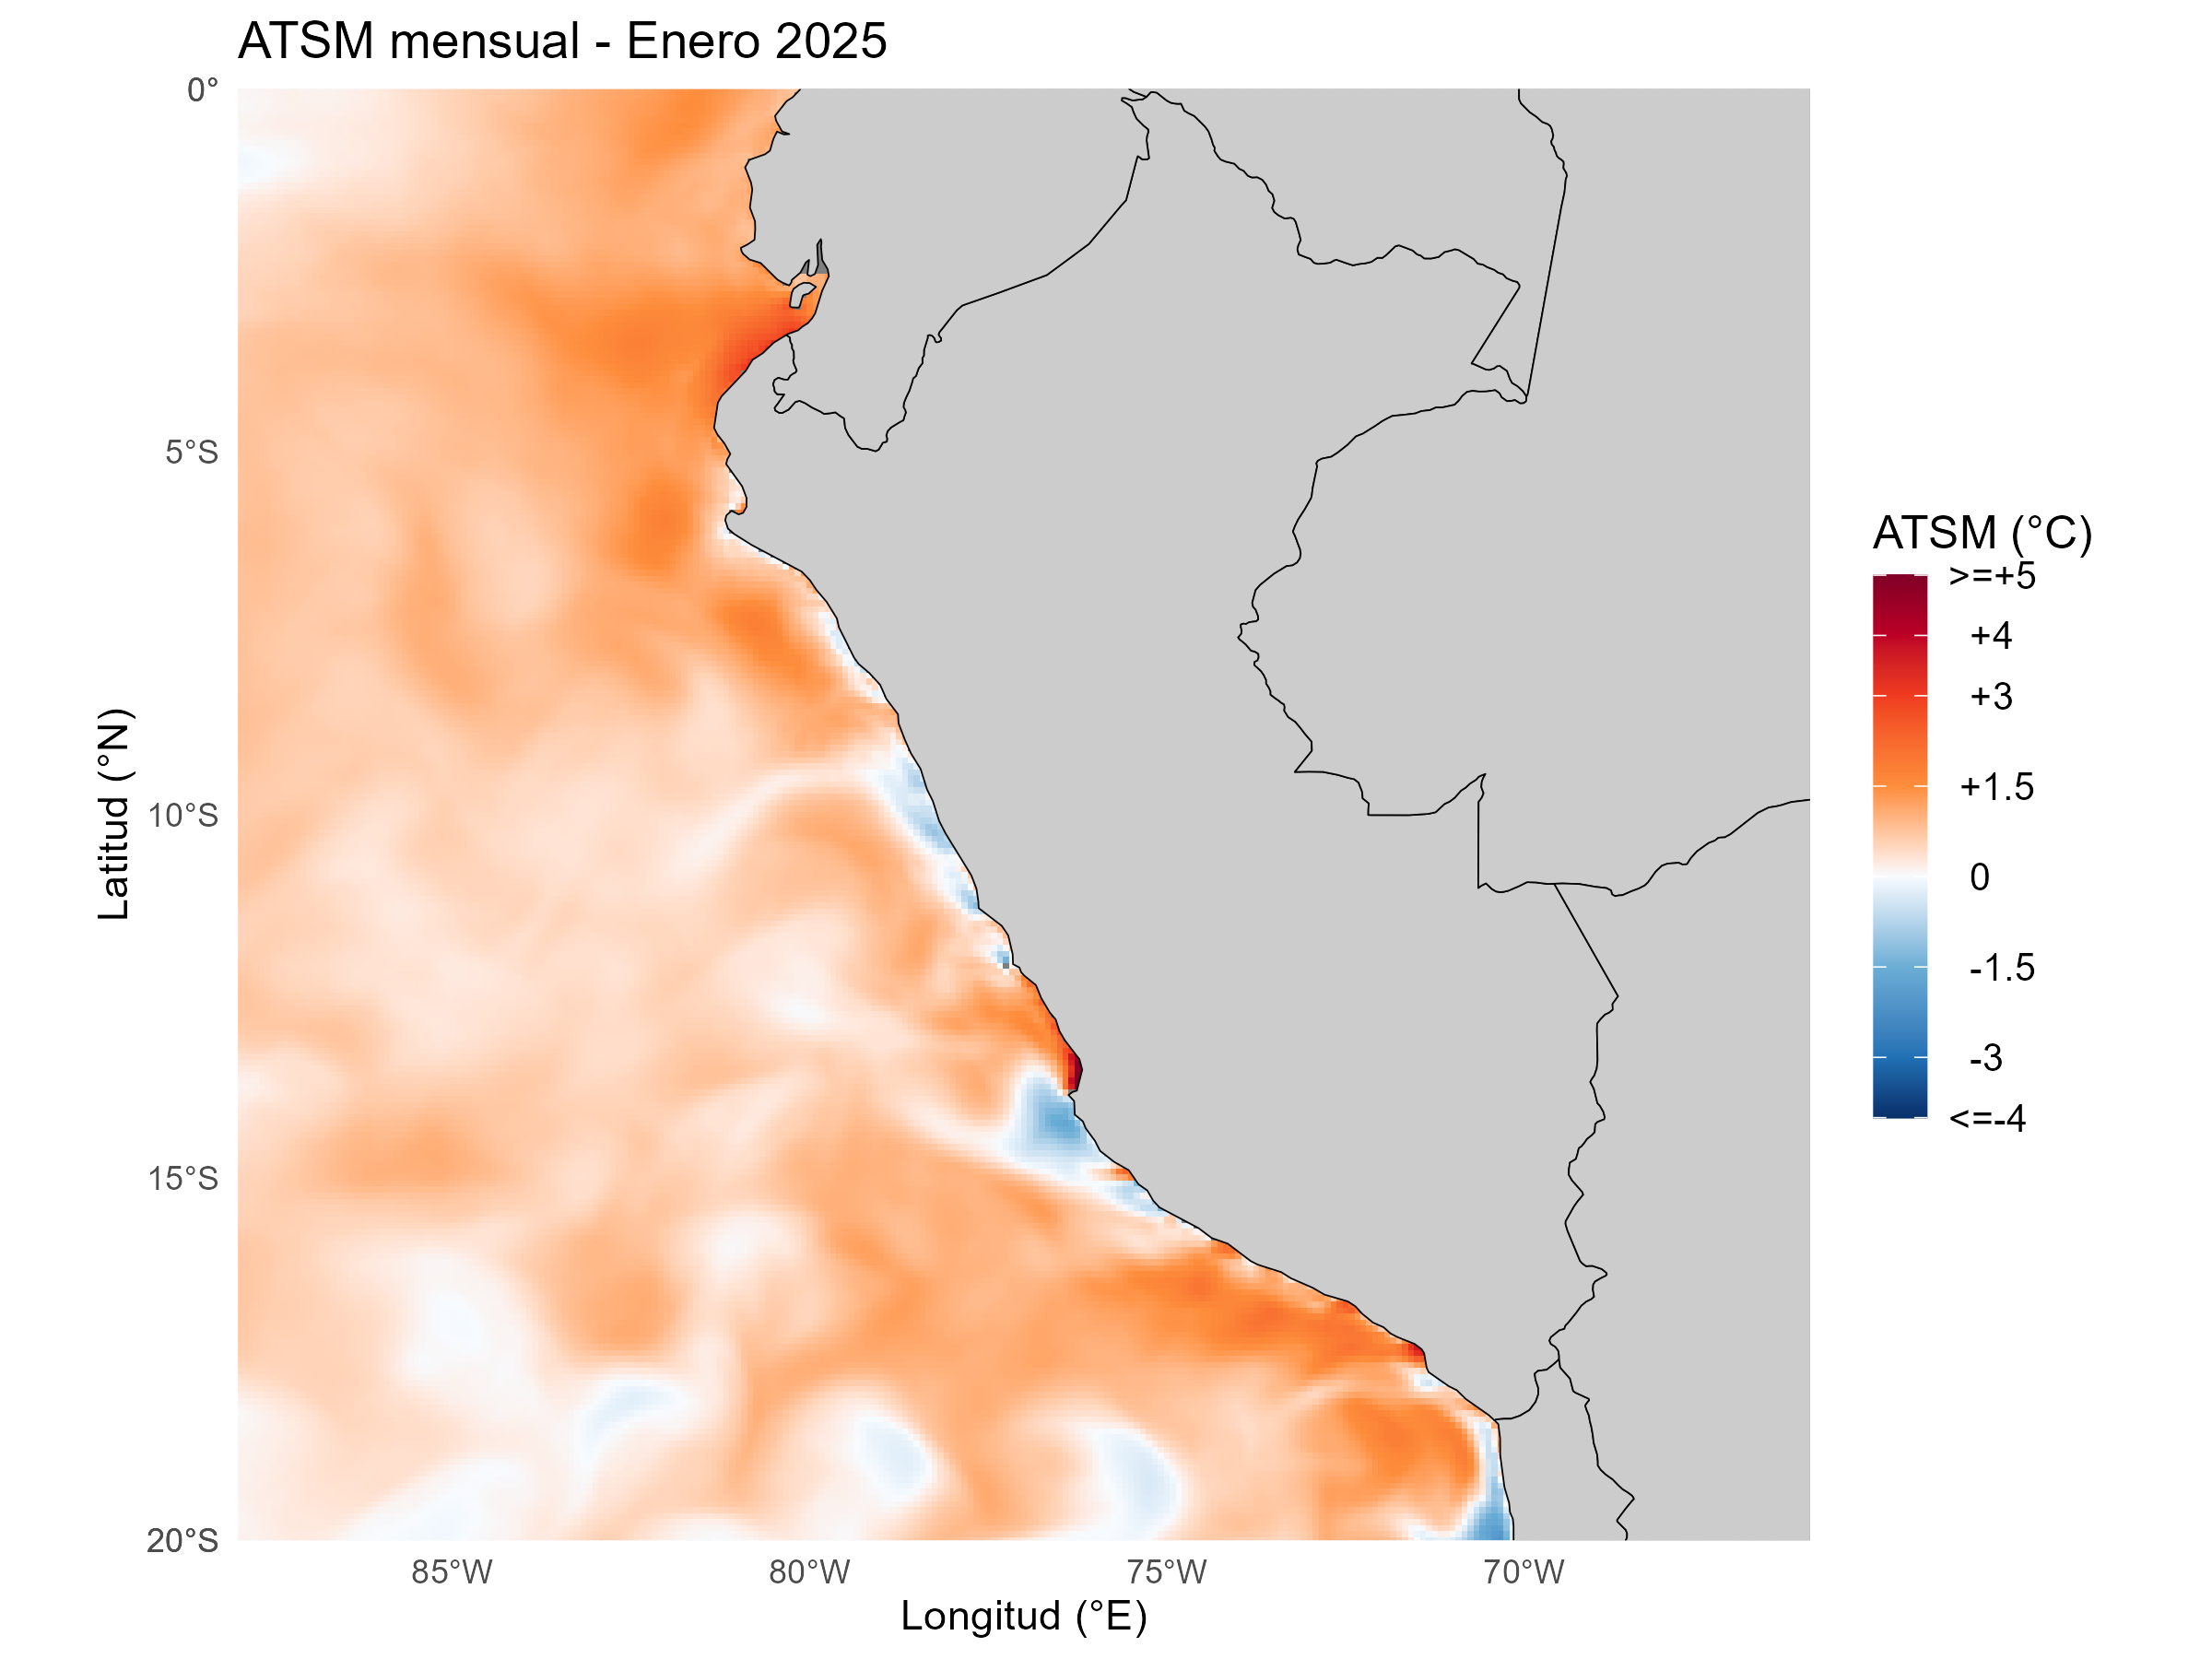 ATSM mensual - Enero 2025
0°
5°S
10°S
15°S
20°S
Latitud (°N)
85°W
80°W
75°W
70°W
Longitud (°E)
ATSM (°C)
>=+5
+4
+3
+1.5
0
-1.5
-3
<=-4